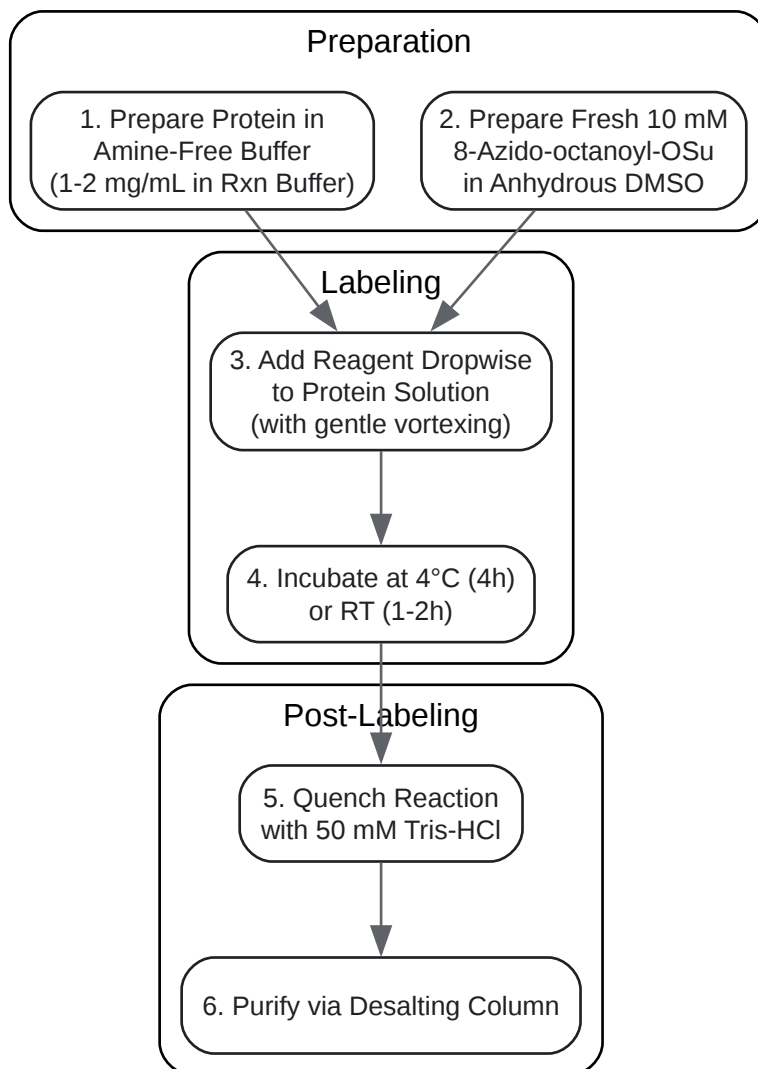 Preparation
1. Prepare Protein in
Amine-Free Buffer
(1-2 mg/mL in Rxn Buffer)
2. Prepare Fresh 10 mM
8-Azido-octanoyl-OSu
in Anhydrous DMSO
Labeling
3. Add Reagent Dropwise
to Protein Solution
(with gentle vortexing)
4. Incubate at 4°C (4h)
or RT (1-2h)
Post-Labeling
5. Quench Reaction
with 50 mM Tris-HCl
6. Purify via Desalting Column